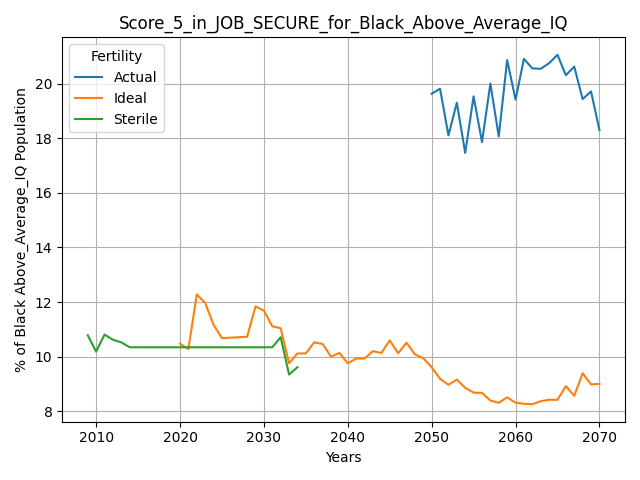 Score_5_in_JOB_SECURE_for_Black_Above_Average_IQ
Fertility
Actual
Ideal
Sterile
% of Black Above_Average_IQ Population
20
18
16
14
12
10
8
2010
2020
2030
2040
2050
2060
2070
Years